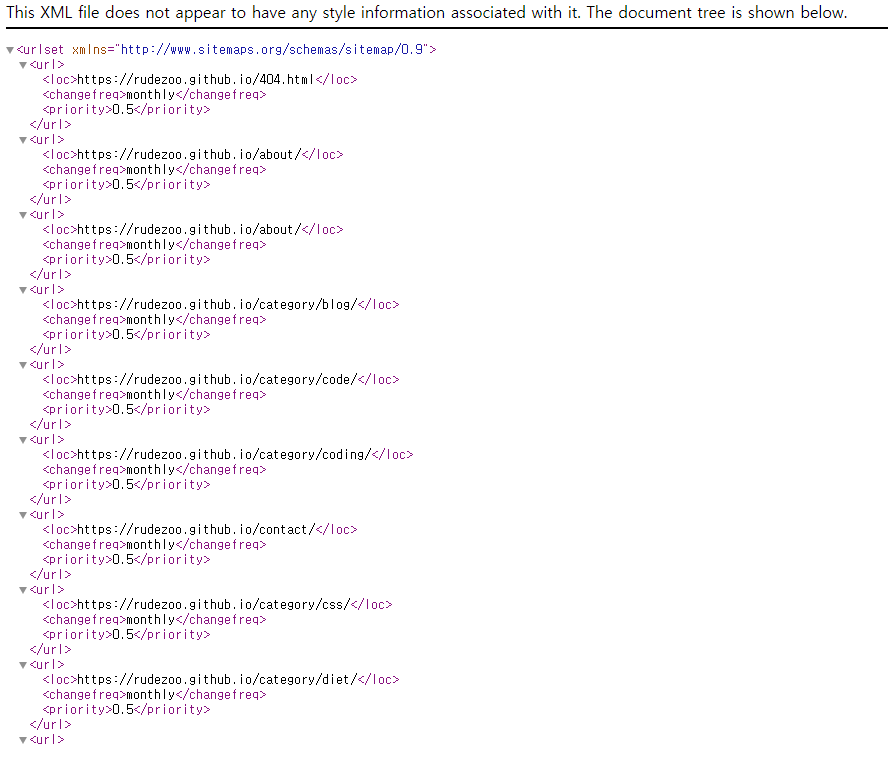 This XML file does not appear to have any style information associated with it. The document tree is shown below.
▼<urlset xmlns="http://www.sitemaps.org/schemas/sitemap/0.9">
▼<url>
<loc>https://rudezoo.github.io/404.html</loc>
<changefreq>monthly</changefreq>
<priority>0.5</priority>
</url>
▼<url>
<loc>https://rudezoo.github.io/about/</loc>
<changefreq>monthly</changefreq>
<priority>0.5</priority>
</url>
▼<url>
<loc>https://rudezoo.github.io/about/</loc>
<changefreq>monthly</changefreq>
<priority>0.5</priority>
</url>
▼<url>
<loc>https://rudezoo.github.io/category/blog/</loc>
<changefreq>monthly</changefreq>
<priority>0.5</priority>
</url>
▼<url>
<loc>https://rudezoo.github.io/category/code/</loc>
<changefreq>monthly</changefreq>
<priority>0.5</priority>
</url>
▼<url>
<loc>https://rudezoo.github.io/category/coding/</loc>
<changefreq>monthly</changefreq>
<priority>0.5</priority>
</url>
▼<url>
<loc>https://rudezoo.github.io/contact/</loc>
<changefreq>monthly</changefreq>
<priority>0.5</priority>
</url>
▼<url>
<loc>https://rudezoo.github.io/category/css/</loc>
<changefreq>monthly</changefreq>
<priority>0.5</priority>
</url>
▼<url>
<loc>https://rudezoo.github.io/category/diet/</loc>
<changefreq>monthly</changefreq>
<priority>0.5</priority>
</url>
▼<url>